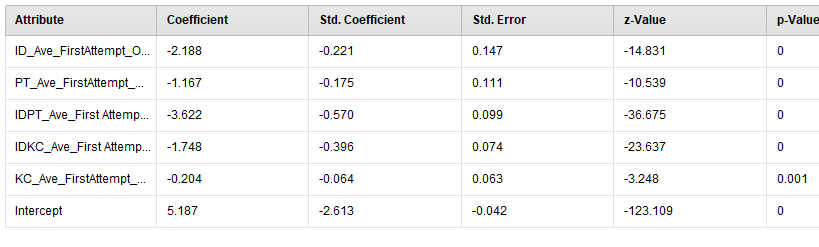 Attribute Coefficient Std. Coefficient Std. Error z-Value p-Value
ID_Ave_FirstAttempt_O... -2.188 -0.221 0.147 -14.831 0
PT_Ave_FirstAttempt_... -1.167 -0.175 0.111 -10.539 0
IDPT_Ave_First Attemp... -3.622 -0.570 0.099 -36.675 0
IDKC_Ave_First Attemp... -1.748 -0.396 0.074 -23.637 0
KC_Ave_FirstAttempt_... -0.204 -0.064 0.063 -3.248 0.001
Intercept 5.187 -2.613 -0.042 -123.109 0